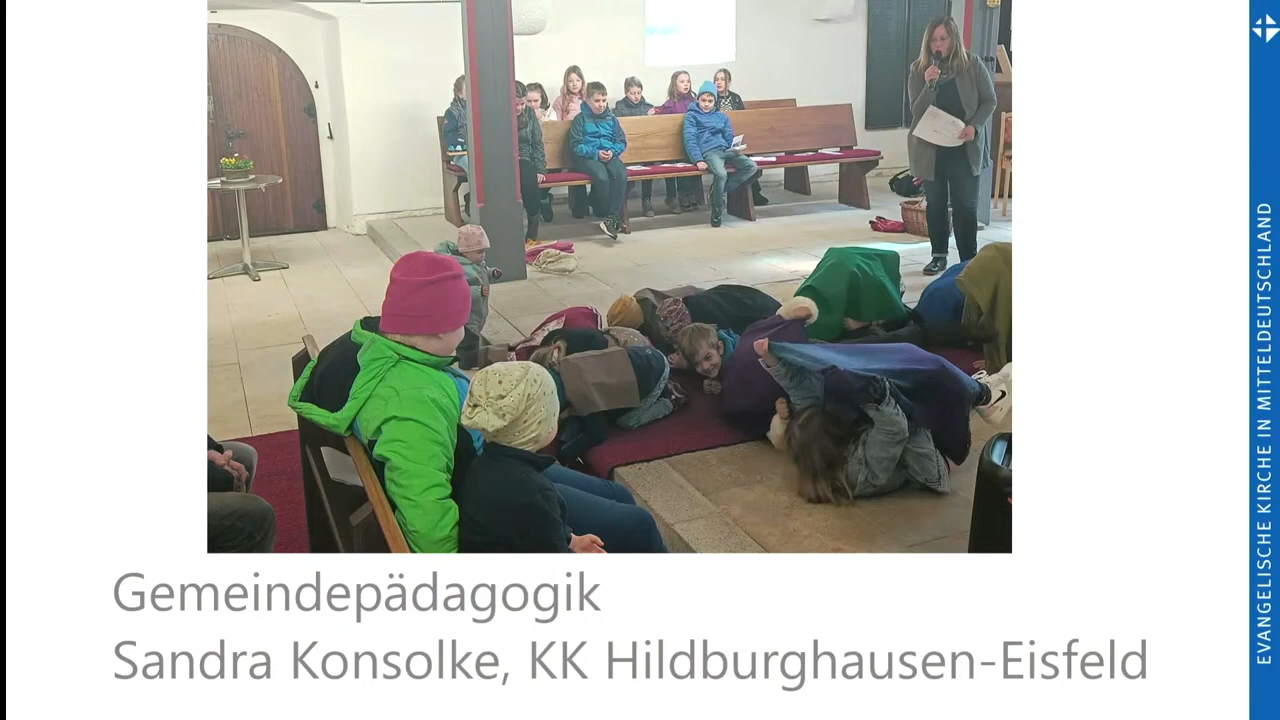 Gemeindepädagogik
Sandra Konsolke, KK Hildburghausen-Eisfeld
EVANGELISCHE KIRCHE IN MITTELDEUTSCHLAND